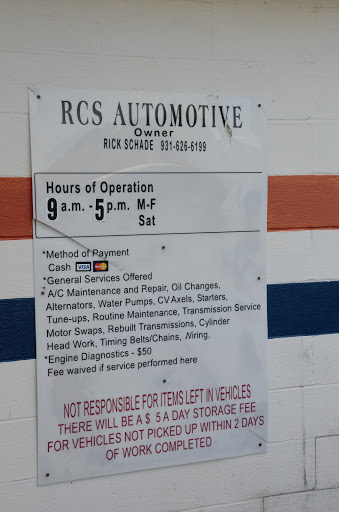 RCS AUTOMOTIVE
Owner
RICK SCHADE 931-626-6199
Hours of Operation
9 a.m. - 5 p.m. M-F
Sat
*Method of Payment
Cash VISA MasterCard
*General Services Offered
* A/C Maintenance and Repair, Oil Changes,
Alternators, Water Pumps, CV Axels, Starters,
Tune-ups, Routine Maintenance, Transmission Service
Motor Swaps, Rebuilt Transmissions, Cylinder
Head Work, Timing Belts/Chains, Wiring,
*Engine Diagnostics - $50
Fee waived if service performed here
NOT RESPONSIBLE FOR ITEMS LEFT IN VEHICLES
THERE WILL BE A $ 5 A DAY STORAGE FEE
FOR VEHICLES NOT PICKED UP WITHIN 2 DAYS
OF WORK COMPLETED